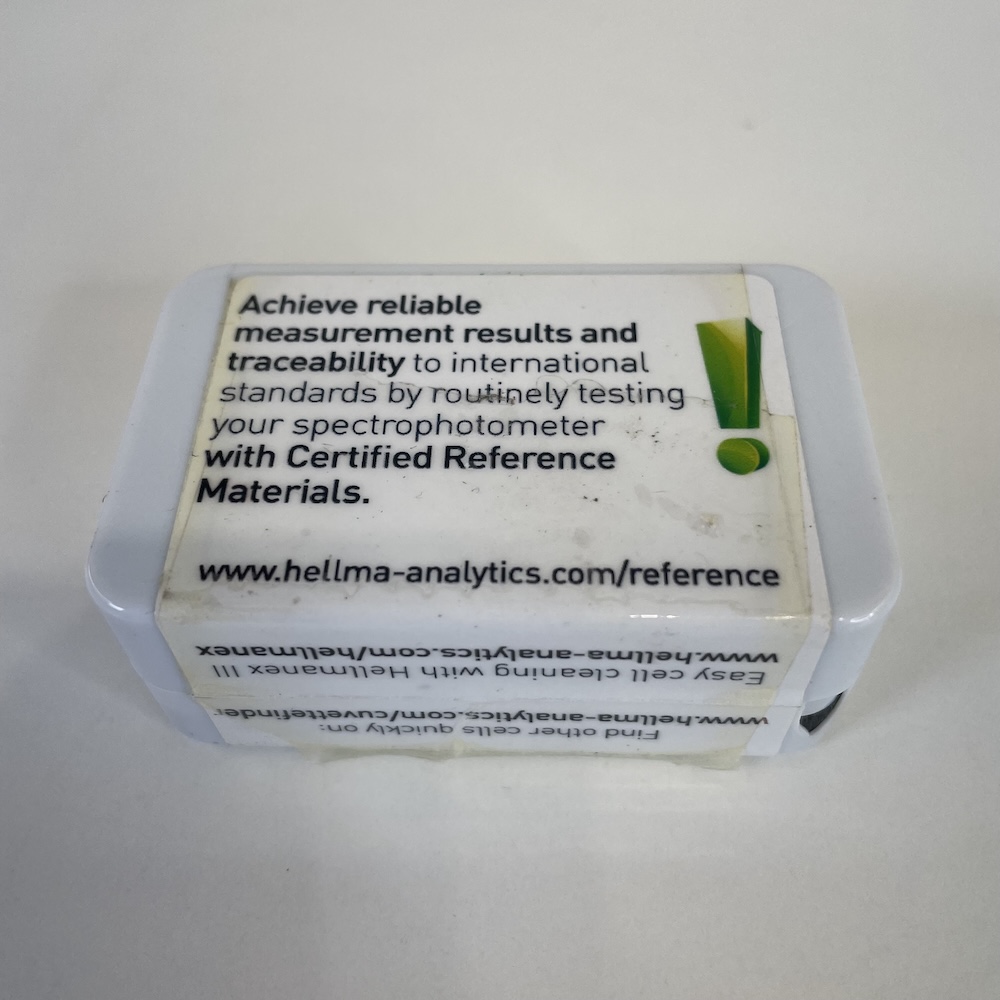 Achieve reliable
measurement results and
traceability to international
standards by routinely testing
your spectrophotometer
with Certified Reference
Materials.
!
www.hellma-analytics.com/reference
Easy cell cleaning with Hellmanex III
www.hellma-analytics.com/hellmanex
Find other cells quickly on:
www.hellma-analytics.com/cuvettefinder